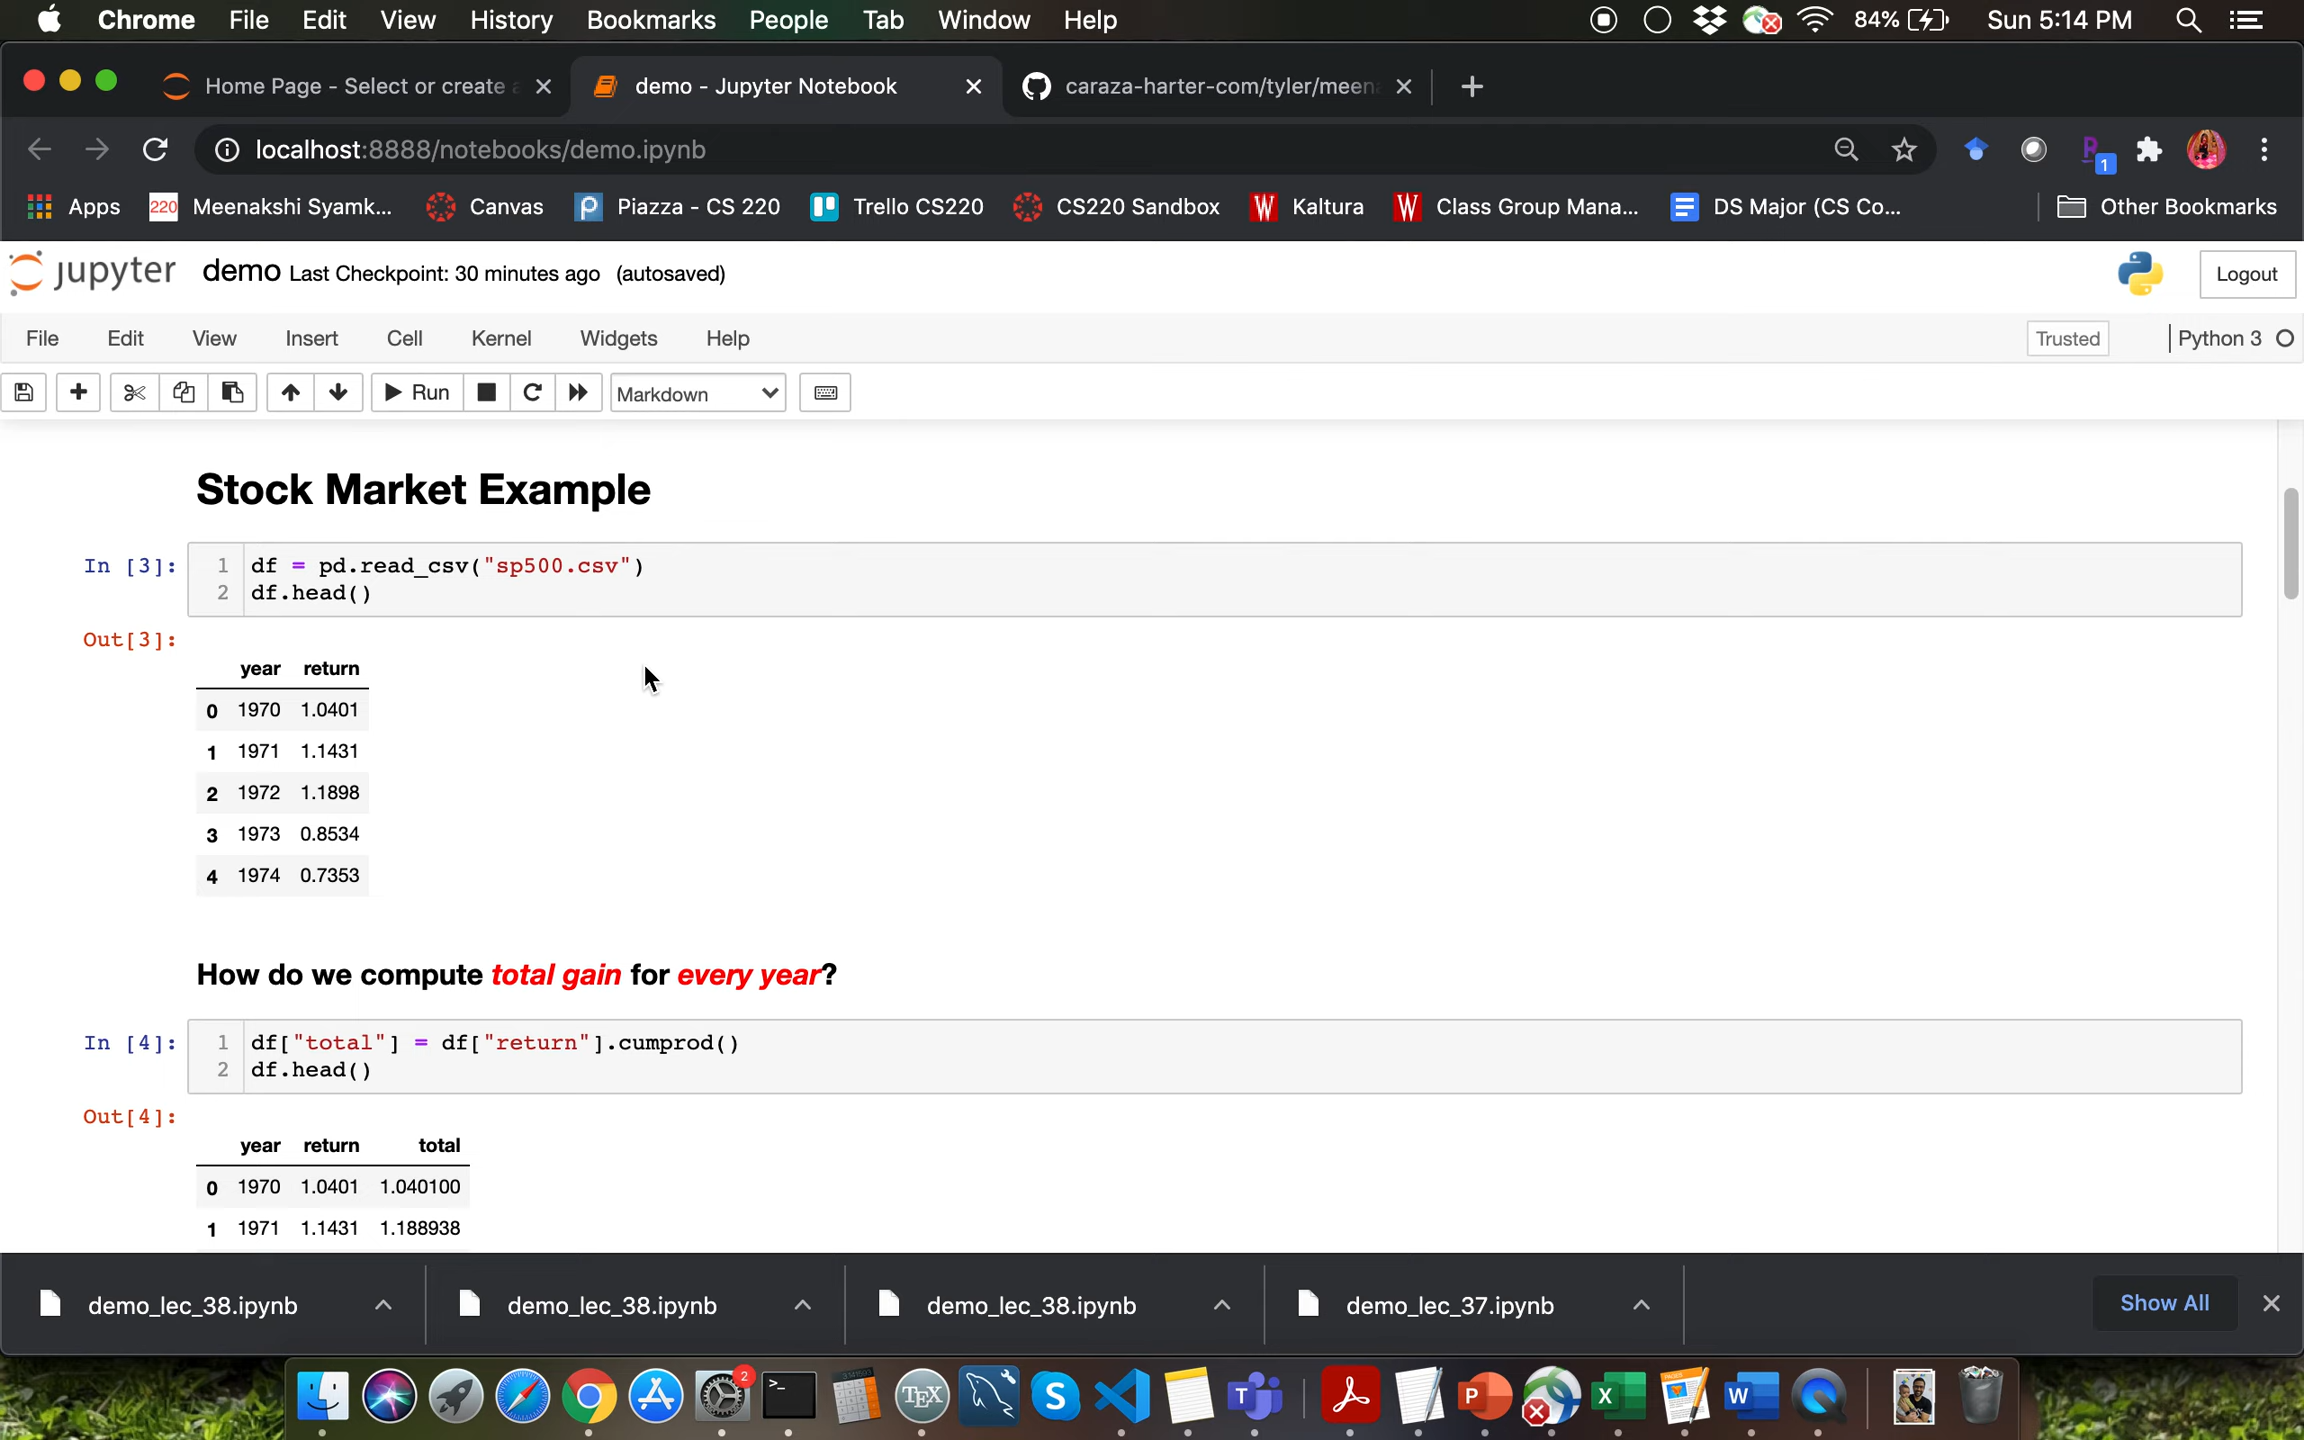 Chrome File Edit View History Bookmarks People Tab Window Help 84% Sun 5:14 PM
Home Page - Select or create a demo - Jupyter Notebook caraza-harter-com/tyler/meena
localhost:8888/notebooks/demo.ipynb 1
Apps 220 Meenakshi Syamk... Canvas Piazza - CS 220 Trello CS220 CS220 Sandbox Kaltura Class Group Mana... DS Major (CS Co... Other Bookmarks
jupyter demo Last Checkpoint: 30 minutes ago (autosaved) Logout
File Edit View Insert Cell Kernel Widgets Help Trusted Python 3
Run Markdown
Stock Market Example
In [3]: 1 df = pd.read_csv("sp500.csv")
2 df.head()
Out[3]:
year return
0 1970 1.0401
1 1971 1.1431
2 1972 1.1898
3 1973 0.8534
4 1974 0.7353
How do we compute total gain for every year?
In [4]: 1 df["total"] = df["return"].cumprod()
2 df.head()
Out[4]:
year return total
0 1970 1.0401 1.040100
1 1971 1.1431 1.188938
demo_lec_38.ipynb demo_lec_38.ipynb demo_lec_38.ipynb demo_lec_37.ipynb Show All
2 TEX S T P X W